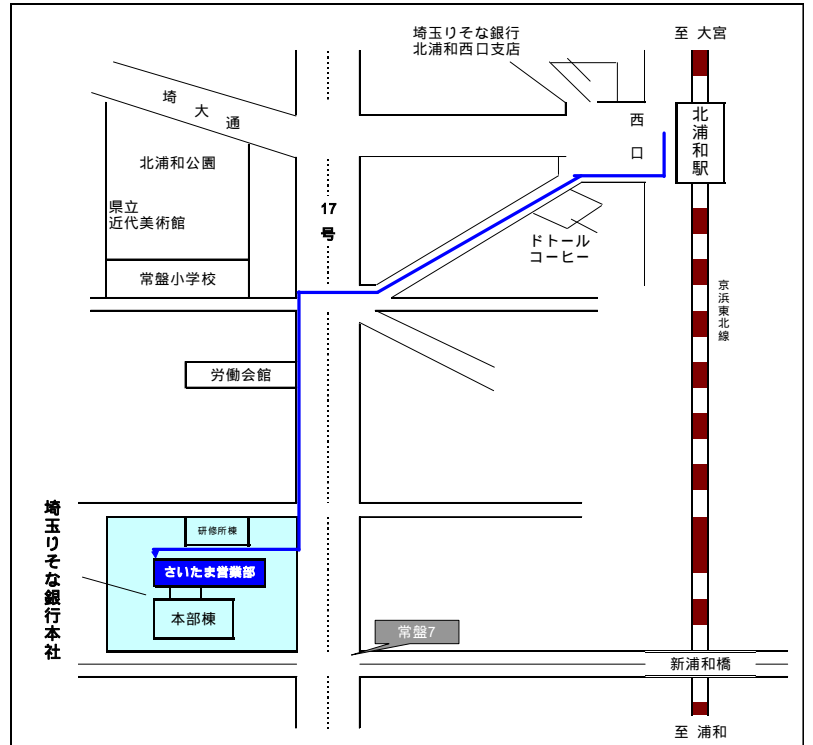 埼玉りそな銀行
北浦和西口支店
至 大宮
埼大通
西口
北浦和駅
北浦和公園
県立
近代美術館
17号
ドトール
コーヒー
常盤小学校
京浜東北線
労働会館
埼玉りそな銀行本社
研修所棟
さいたま営業部
本部棟
常盤7
新浦和橋
至 浦和